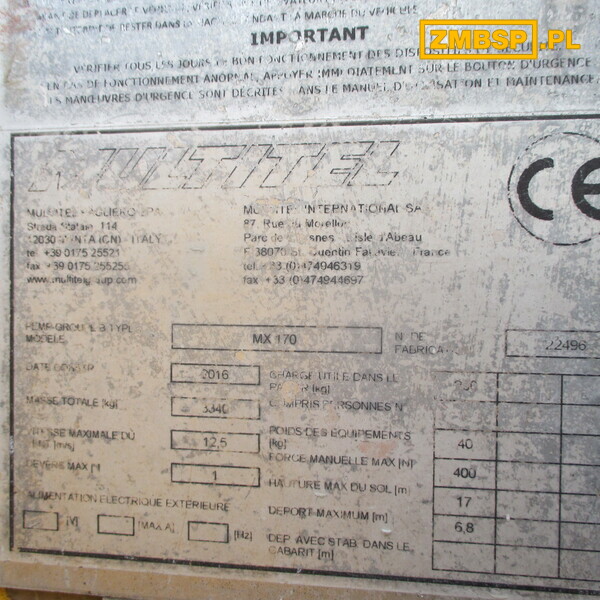 ZMBSP.PL
IMPORTANT
VERIFIER TOUS LES JOURS LE BON FONCTIONNEMENT DES DISPOSITIFS DE SECURITE.
EN CAS DE FONCTIONNEMENT ANORMAL, APPUYER IMMEDIATEMENT SUR LE BOUTON D'URGENCE
LES MANŒUVRES D'URGENCE SONT DÉCRITES DANS LE MANUEL D'UTILISATION ET MAINTENANCE
MULTITEL
CE
MULTITEL PAGLIERO SPA
Strada Statale 114
12030 MANTA (CN) - ITALY
tel +39 0175 25521
fax +39 0175 255255
www.multitelgroup.com
MULTITEL INTERNATIONAL SA
87, Rue du Morellon
Parc de Chesnes - L'Isle d'Abeau
F 38070 St. Quentin Fallavier, France
tel. +33 (0)474946319
fax +33 (0)474944697
MODELE
MX 170
N. DE FABRICATION
22496
2016
MASSE TOTALE [kg]
3340
VITESSE MAXIMALE DU VENT [m/s]
12,5
DEVERS MAX [°]
1
ALIMENTATION ELECTRIQUE EXTÉRIEURE
[V]
[MAX A]
[Hz]
CHARGE UTILE DANS LE PANIER [kg]
Y COMPRIS PERSONNES N°
POIDS DES ÉQUIPEMENTS [kg]
40
FORCE MANUELLE MAX [N]
400
HAUTEUR MAX DU SOL [m]
17
DEPORT MAXIMUM [m]
6,8
DEP. AVEC STAB. DANS LE GABARIT [m]